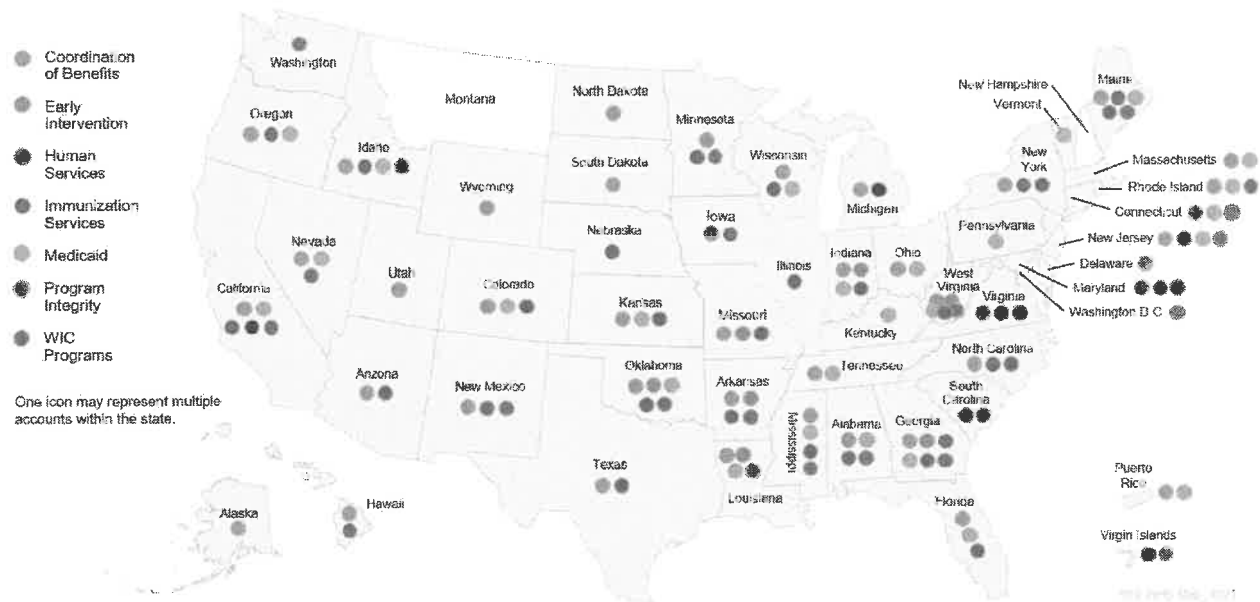 Coordination
of Benefits
Early
Intervention
Human
Services
Immunization
Services
Medicaid
Program
Integrity
WIC
Programs
One icon may represent multiple
accounts within the state.
Washington
Oregon
Idaho
Montana
Wyoming
Nevada
Utah
California
Colorado
Arizona
New Mexico
North Dakota
South Dakota
Nebraska
Kansas
Oklahoma
Texas
Minnesota
Wisconsin
Iowa
Missouri
Arkansas
Louisiana
Illinois
Michigan
Indiana
Ohio
Kentucky
Tennessee
Mississippi
Alabama
Georgia
Florida
South
Carolina
North Carolina
West
Virginia
Virginia
Pennsylvania
New
York
Maine
New Hampshire
Vermont
Massachusetts
Rhode Island
Connecticut
New Jersey
Delaware
Maryland
Washington D C
Alaska
Hawaii
Puerto
Rico
Virgin Islands